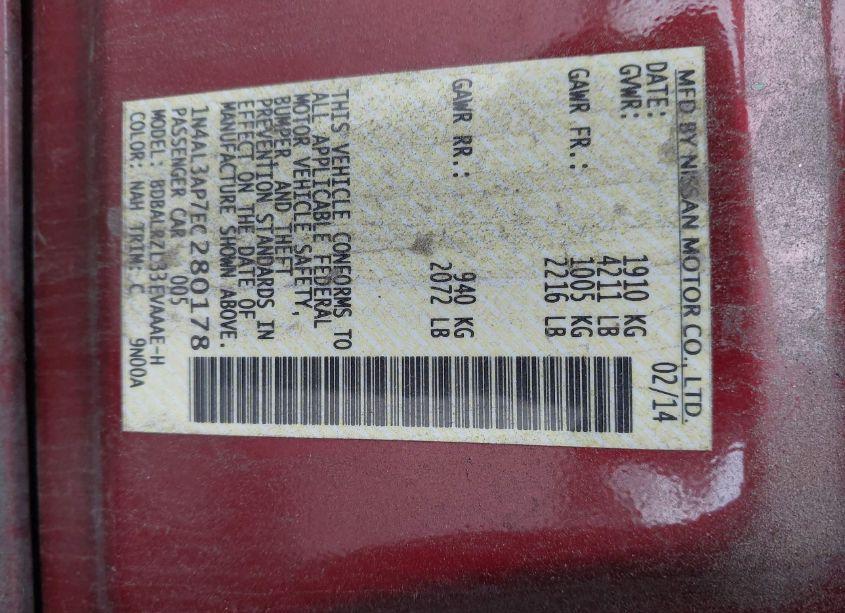 MFD BY NISSAN MOTOR CO., LTD.
DATE: 02/14
GVWR: 1910 KG
4211 LB
GAWR FR.: 1005 KG
2216 LB
GAWR RR.: 940 KG
2072 LB
THIS VEHICLE CONFORMS TO
ALL APPLICABLE FEDERAL
MOTOR VEHICLE SAFETY,
BUMPER AND THEFT
PREVENTION STANDARDS IN
EFFECT ON THE DATE OF
MANUFACTURE SHOWN ABOVE.
1N4AL3AP7EC280178
PASSENGER CAR 005
MODEL: BDBALRZL33EVAAAE-H
COLOR: NAH TRIM: C 9N00A